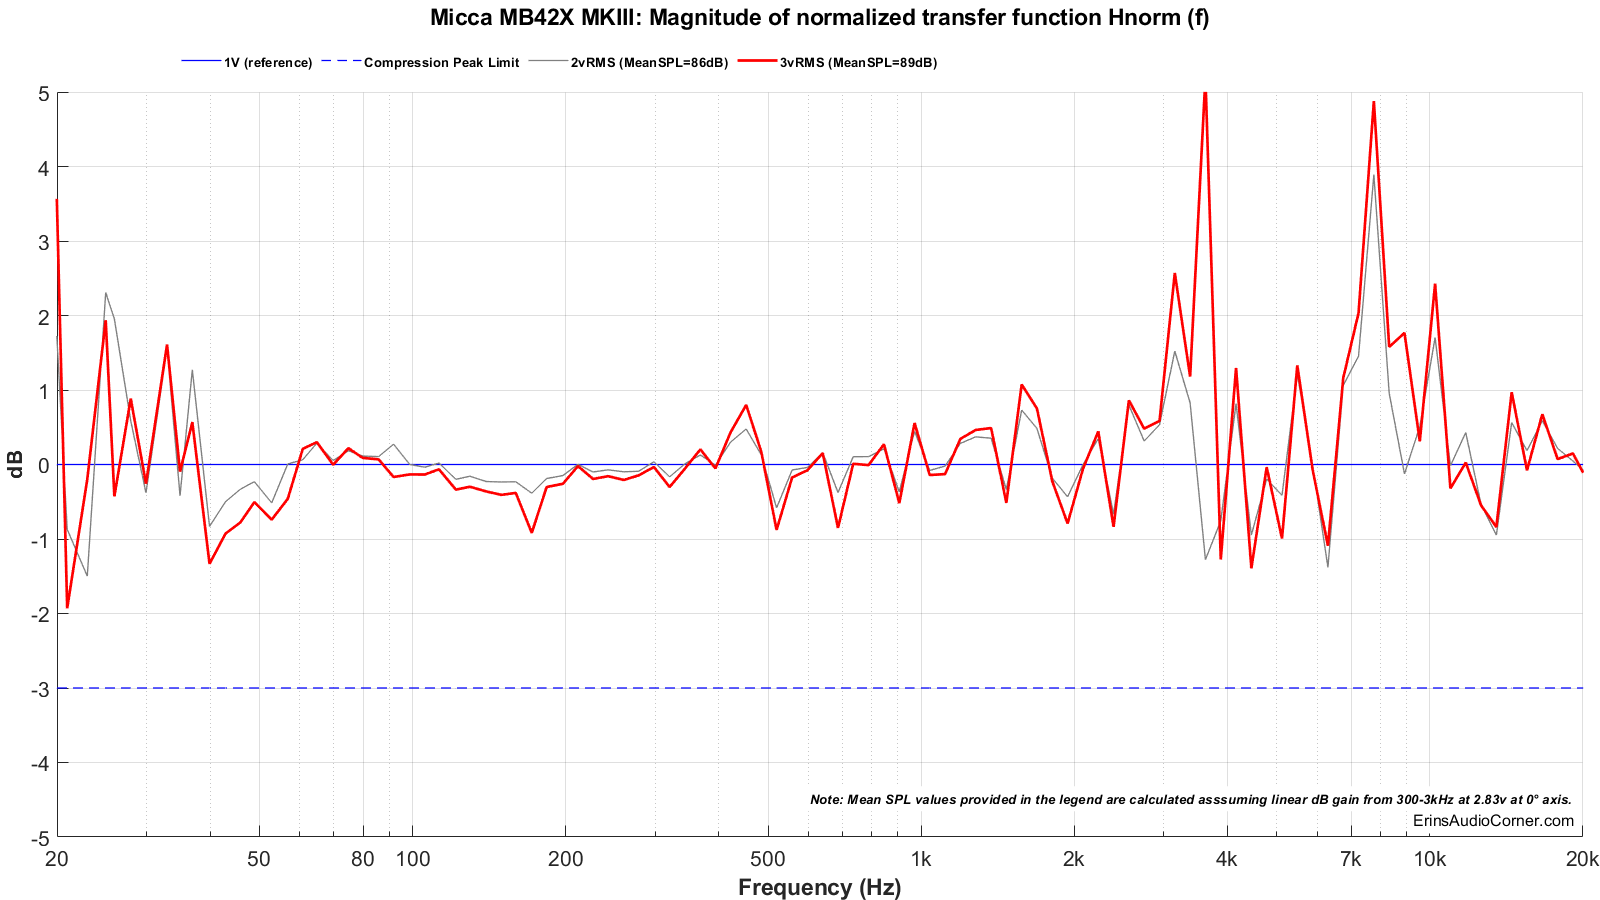 Micca MB42X MKIII: Magnitude of normalized transfer function Hnorm (f)
1V (reference) Compression Peak Limit 2vRMS (MeanSPL=86dB) 3vRMS (MeanSPL=89dB)
5
4
3
2
1
0
-1
-2
-3
-4
-5
dB
Note: Mean SPL values provided in the legend are calculated asssuming linear dB gain from 300-3kHz at 2.83v at 0° axis.
ErinsAudioCorner.com
20 50 80 100 200 500 1k 2k 4k 7k 10k 20k
Frequency (Hz)